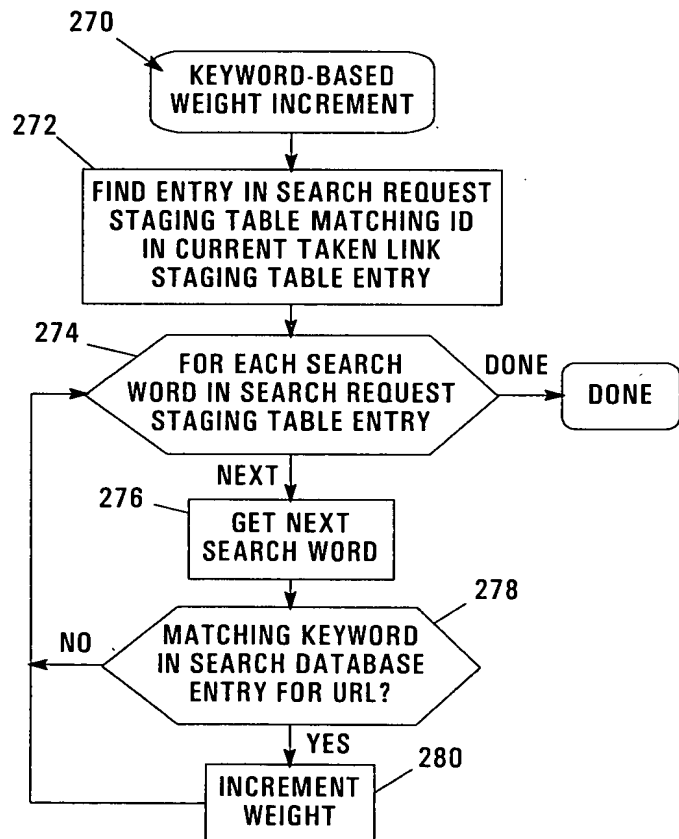 270
KEYWORD-BASED
WEIGHT INCREMENT
272
FIND ENTRY IN SEARCH REQUEST
STAGING TABLE MATCHING ID
IN CURRENT TAKEN LINK
STAGING TABLE ENTRY
274
FOR EACH SEARCH
WORD IN SEARCH REQUEST
STAGING TABLE ENTRY
DONE
DONE
NEXT
276
GET NEXT
SEARCH WORD
278
MATCHING KEYWORD
IN SEARCH DATABASE
ENTRY FOR URL?
NO
YES
280
INCREMENT
WEIGHT